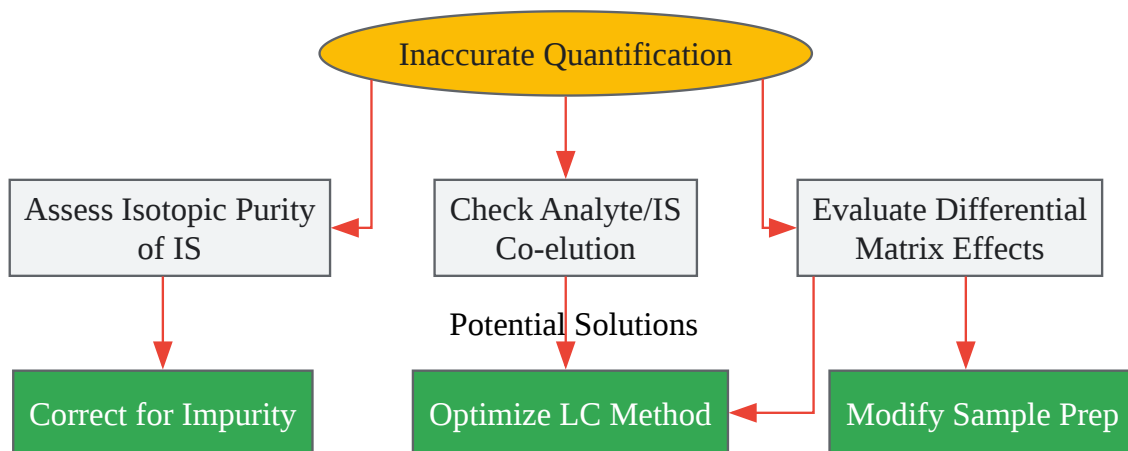 Inaccurate Quantification
Assess Isotopic Purity
of IS
Check Analyte/IS
Co-elution
Evaluate Differential
Matrix Effects
Potential Solutions
Correct for Impurity
Optimize LC Method
Modify Sample Prep